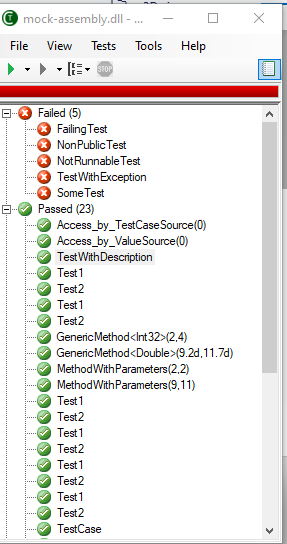 mock-assembly.dll - ...
File View Tests Tools Help
STOP
Failed (5)
FailingTest
NonPublicTest
NotRunnableTest
TestWithException
SomeTest
Passed (23)
Access_by_TestCaseSource(0)
Access_by_ValueSource(0)
TestWithDescription
Test1
Test2
Test1
Test2
GenericMethod<Int32>(2,4)
GenericMethod<Double>(9.2d,11.7d)
MethodWithParameters(2,2)
MethodWithParameters(9,11)
Test1
Test2
Test1
Test2
Test1
Test2
Test1
Test2
TestCase